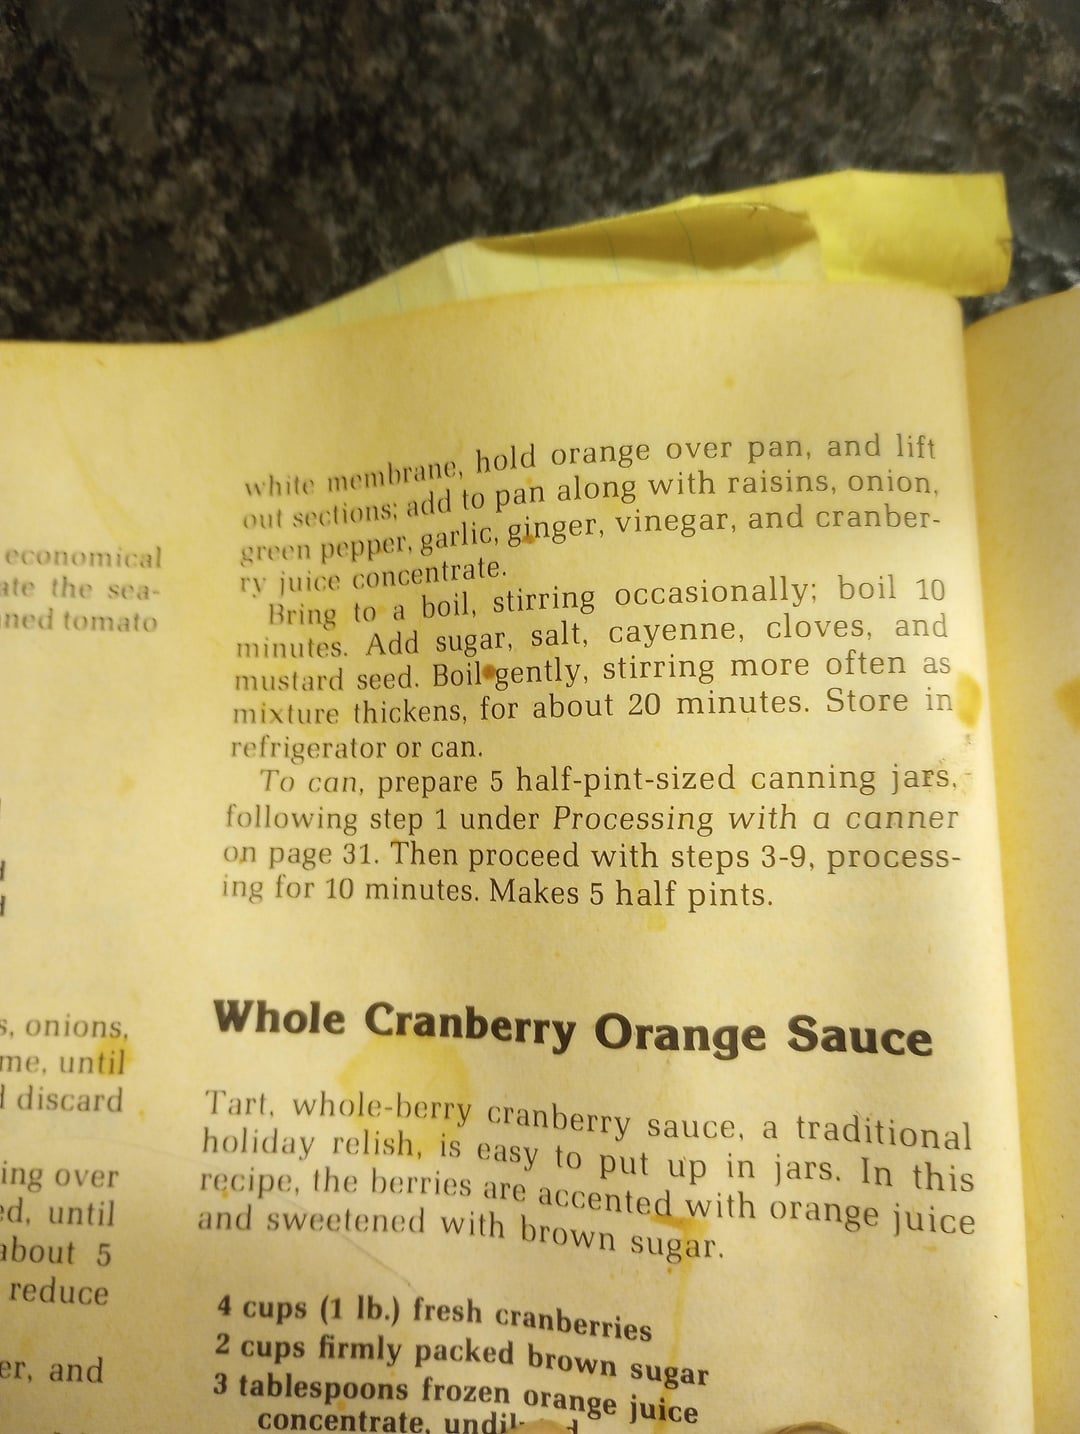 economical
ate the sea-
ned tomato
s, onions,
me, until
discard
ing over
ed, until
about 5
reduce
er, and
white membrane, hold orange over pan, and lift
out sections; add to pan along with raisins, onion,
green pepper, garlic, ginger, vinegar, and cranber-
ry juice concentrate.
Bring to a boil, stirring occasionally; boil 10
minutes. Add sugar, salt, cayenne, cloves, and
mustard seed. Boil gently, stirring more often as
mixture thickens, for about 20 minutes. Store in
refrigerator or can.
To can, prepare 5 half-pint-sized canning jars,
following step 1 under Processing with a canner
on page 31. Then proceed with steps 3-9, process-
ing for 10 minutes. Makes 5 half pints.
Whole Cranberry Orange Sauce
Tart, whole-berry cranberry sauce, a traditional
holiday relish, is easy to put up in jars. In this
recipe, the berries are accented with orange juice
and sweetened with brown sugar.
4 cups (1 lb.) fresh cranberries
2 cups firmly packed brown sugar
3 tablespoons frozen orange juice
concentrate,